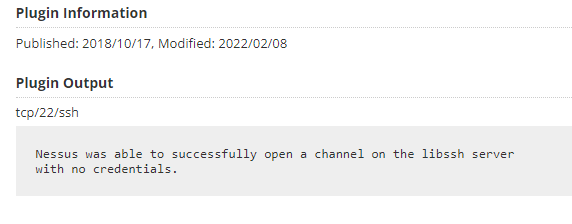 Plugin Information
Published: 2018/10/17, Modified: 2022/02/08
Plugin Output
tcp/22/ssh
Nessus was able to successfully open a channel on the libssh server
with no credentials.